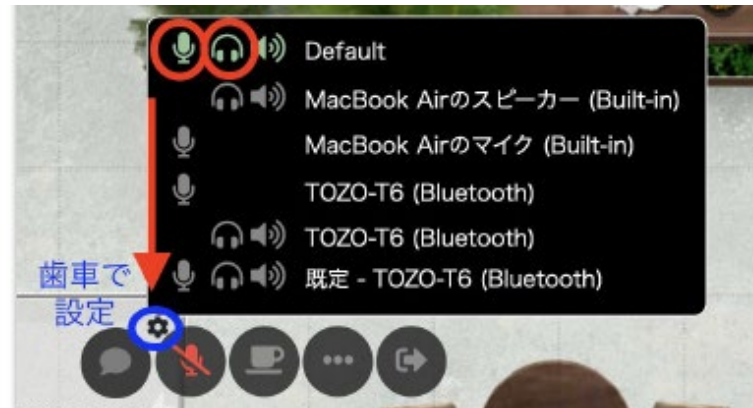 Default
MacBook Airのスピーカー (Built-in)
MacBook Airのマイク (Built-in)
TOZO-T6 (Bluetooth)
TOZO-T6 (Bluetooth)
既定 - TOZO-T6 (Bluetooth)
歯車で
設定